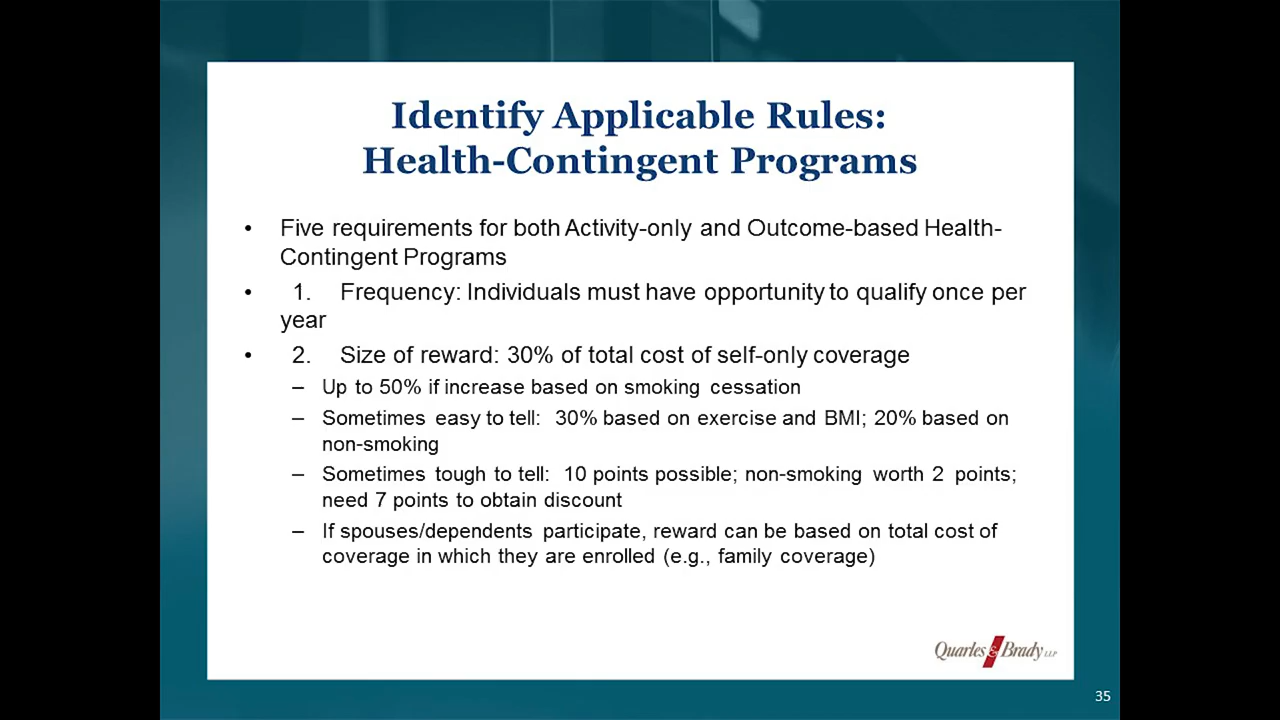 Identify Applicable Rules:
Health-Contingent Programs
• Five requirements for both Activity-only and Outcome-based Health-
Contingent Programs
• 1. Frequency: Individuals must have opportunity to qualify once per
year
• 2. Size of reward: 30% of total cost of self-only coverage
– Up to 50% if increase based on smoking cessation
– Sometimes easy to tell: 30% based on exercise and BMI; 20% based on
non-smoking
– Sometimes tough to tell: 10 points possible; non-smoking worth 2 points;
need 7 points to obtain discount
– If spouses/dependents participate, reward can be based on total cost of
coverage in which they are enrolled (e.g., family coverage)
Quarles & Brady LLP
35